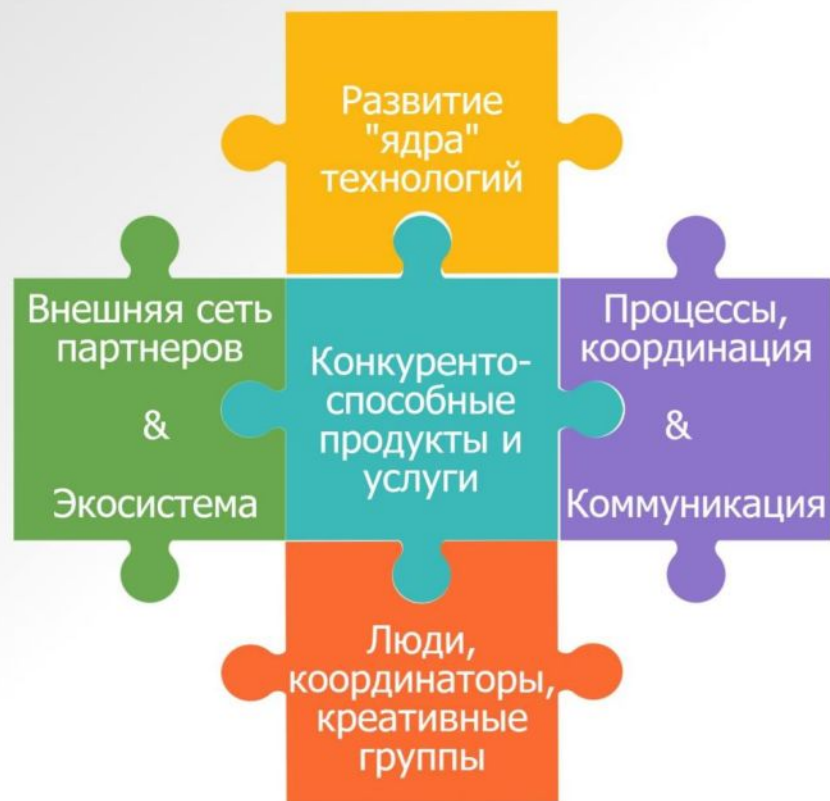 Развитие
"ядра"
технологий
Внешняя сеть
партнеров
&
Экосистема
Конкуренто-
способные
продукты и
услуги
Процессы,
координация
&
Коммуникация
Люди,
координаторы,
креативные
группы